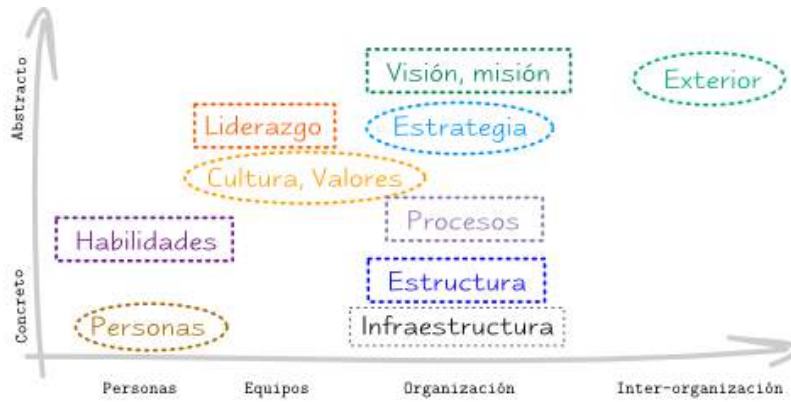 Abstracto
Concreto
Visión, misión
Exterior
Liderazgo
Estrategia
Cultura, Valores
Procesos
Habilidades
Estructura
Personas
Infraestructura
Personas
Equipos
Organización
Inter-organización